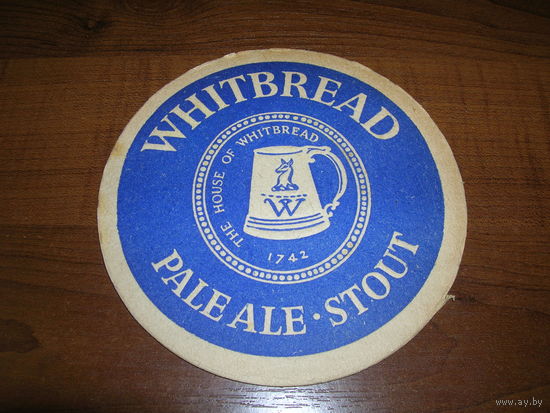 WHITBREAD
THE HOUSE OF WHITBREAD
W
1742
PALE ALE · STOUT
www.ay.by